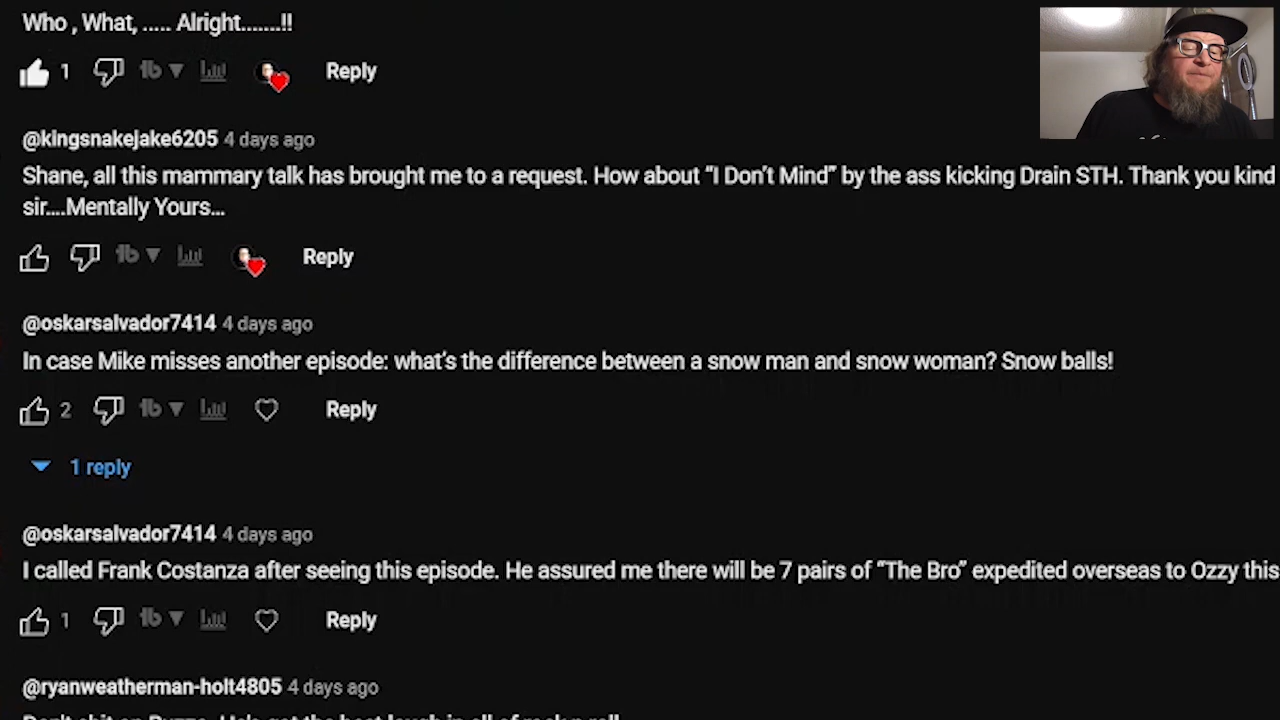 Who , What, ..... Alright.......!!
1 Reply
@kingsnakejake6205 4 days ago
Shane, all this mammary talk has brought me to a request. How about “I Don't Mind” by the ass kicking Drain STH. Thank you kind
sir....Mentally Yours...
Reply
@oskarsalvador7414 4 days ago
In case Mike misses another episode: what's the difference between a snow man and snow woman? Snow balls!
2 Reply
1 reply
@oskarsalvador7414 4 days ago
I called Frank Costanza after seeing this episode. He assured me there will be 7 pairs of “The Bro” expedited overseas to Ozzy this
1 Reply
@ryanweatherman-holt4805 4 days ago